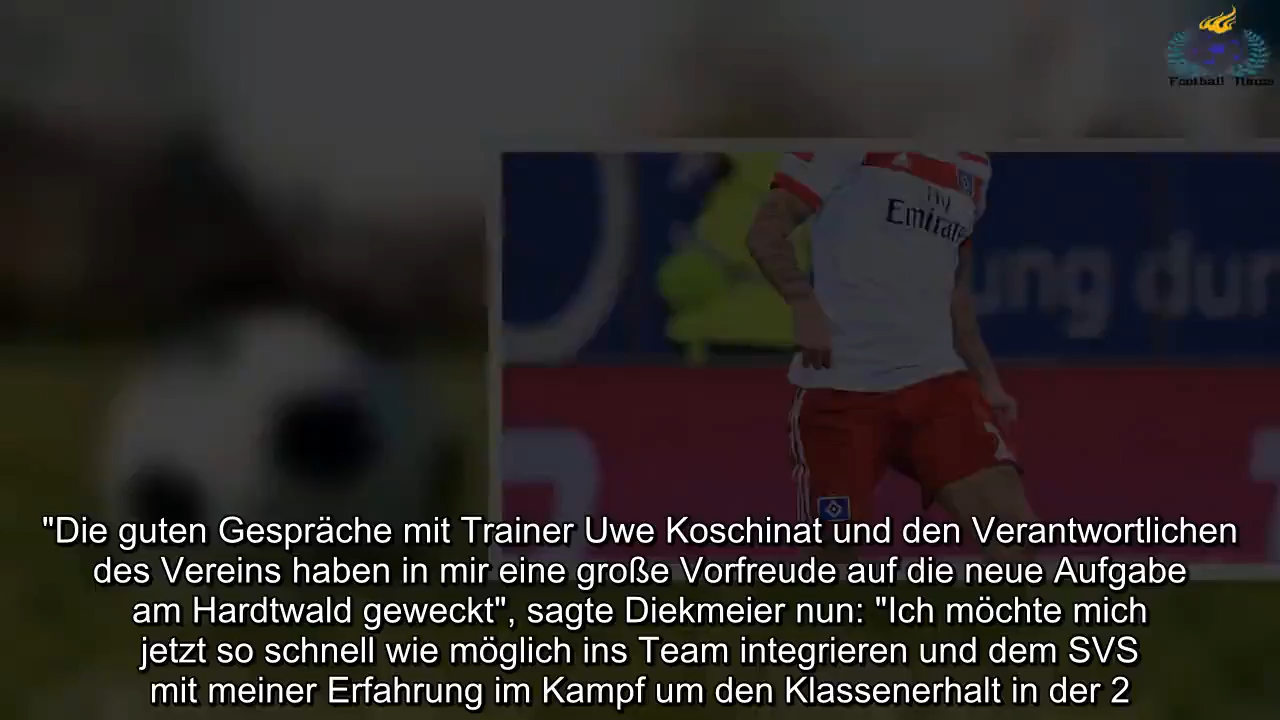 Football News
Emirates
ung dur
"Die guten Gespräche mit Trainer Uwe Koschinat und den Verantwortlichen
des Vereins haben in mir eine große Vorfreude auf die neue Aufgabe
am Hardtwald geweckt", sagte Diekmeier nun: "Ich möchte mich
jetzt so schnell wie möglich ins Team integrieren und dem SVS
mit meiner Erfahrung im Kampf um den Klassenerhalt in der 2